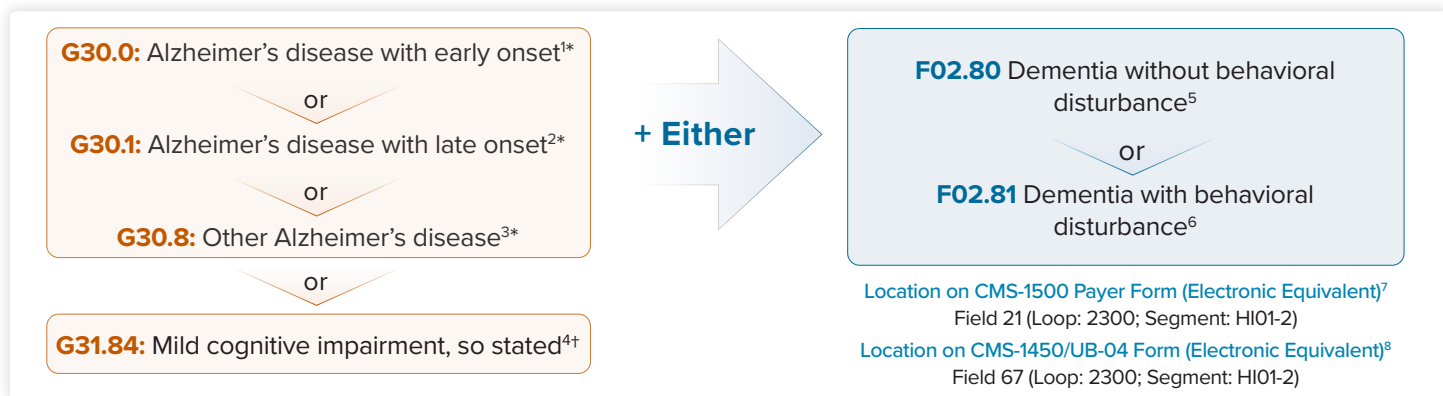 G30.0: Alzheimer’s disease with early onset¹*
or
G30.1: Alzheimer’s disease with late onset²*
or
G30.8: Other Alzheimer’s disease³*
or
G31.84: Mild cognitive impairment, so stated⁴†
+ Either
F02.80 Dementia without behavioral
disturbance⁵
or
F02.81 Dementia with behavioral
disturbance⁶
Location on CMS-1500 Payer Form (Electronic Equivalent)⁷
Field 21 (Loop: 2300; Segment: HI01-2)
Location on CMS-1450/UB-04 Form (Electronic Equivalent)⁸
Field 67 (Loop: 2300; Segment: HI01-2)